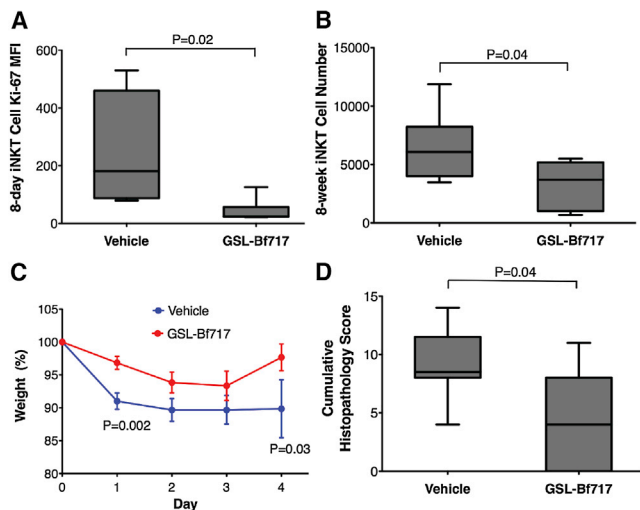 A
8-day iNKT Cell Ki-67 MFI
P=0.02
600
400
200
0
Vehicle
GSL-Bf717
B
8-week iNKT Cell Number
P=0.04
15000
10000
5000
0
Vehicle
GSL-Bf717
C
Weight (%)
Vehicle
GSL-Bf717
105
100
95
90
85
80
P=0.002
P=0.03
0 1 2 3 4
Day
D
Cumulative
Histopathology Score
P=0.04
15
10
5
0
Vehicle
GSL-Bf717